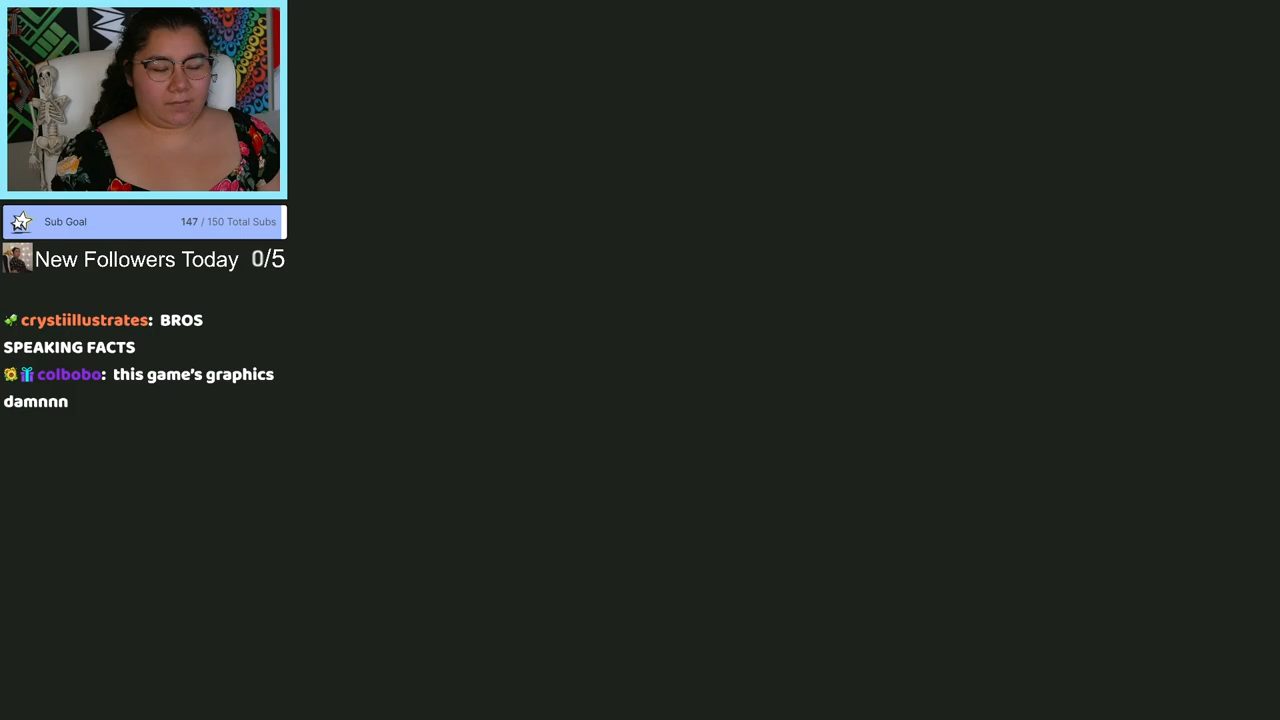 Sub Goal 147 / 150 Total Subs
New Followers Today 0/5
crystiillustrates: BROS
SPEAKING FACTS
colbobo: this game's graphics
damnnn